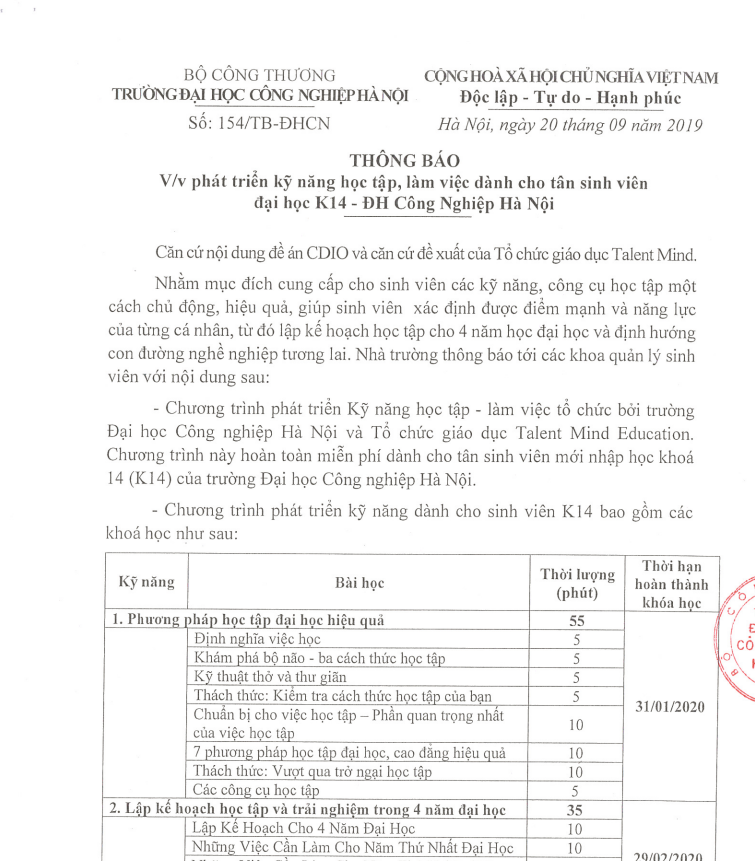 BỘ CÔNG THƯƠNG
TRƯỜNG ĐẠI HỌC CÔNG NGHIỆP HÀ NỘI
Số: 154/TB-ĐHCN
CỘNG HOÀ XÃ HỘI CHỦ NGHĨA VIỆT NAM
Độc lập - Tự do - Hạnh phúc
Hà Nội, ngày 20 tháng 09 năm 2019
THÔNG BÁO
V/v phát triển kỹ năng học tập, làm việc dành cho tân sinh viên
đại học K14 - ĐH Công Nghiệp Hà Nội
Căn cứ nội dung đề án CDIO và căn cứ đề xuất của Tổ chức giáo dục Talent Mind.
Nhằm mục đích cung cấp cho sinh viên các kỹ năng, công cụ học tập một
cách chủ động, hiệu quả, giúp sinh viên xác định được điểm mạnh và năng lực
của từng cá nhân, từ đó lập kế hoạch học tập cho 4 năm học đại học và định hướng
con đường nghề nghiệp tương lai. Nhà trường thông báo tới các khoa quản lý sinh
viên với nội dung sau:
- Chương trình phát triển Kỹ năng học tập - làm việc tổ chức bởi trường
Đại học Công nghiệp Hà Nội và Tổ chức giáo dục Talent Mind Education.
Chương trình này hoàn toàn miễn phí dành cho tân sinh viên mới nhập học khoá
14 (K14) của trường Đại học Công nghiệp Hà Nội.
- Chương trình phát triển kỹ năng dành cho sinh viên K14 bao gồm các
khoá học như sau:
Kỹ năng
Bài học
Thời lượng
(phút)
Thời hạn
hoàn thành
khóa học
1. Phương pháp học tập đại học hiệu quả 55
Định nghĩa việc học 5
Khám phá bộ não - ba cách thức học tập 5
Kỹ thuật thở và thư giãn 5
Thách thức: Kiểm tra cách thức học tập của bạn 5
Chuẩn bị cho việc học tập – Phần quan trọng nhất
của việc học tập 10
31/01/2020
7 phương pháp học tập đại học, cao đẳng hiệu quả 10
Thách thức: Vượt qua trở ngại học tập 10
Các công cụ học tập 5
2. Lập kế hoạch học tập và trải nghiệm trong 4 năm đại học 35
Lập Kế Hoạch Cho 4 Năm Đại Học 10
Những Việc Cần Làm Cho Năm Thứ Nhất Đại Học 10
29/02/2020